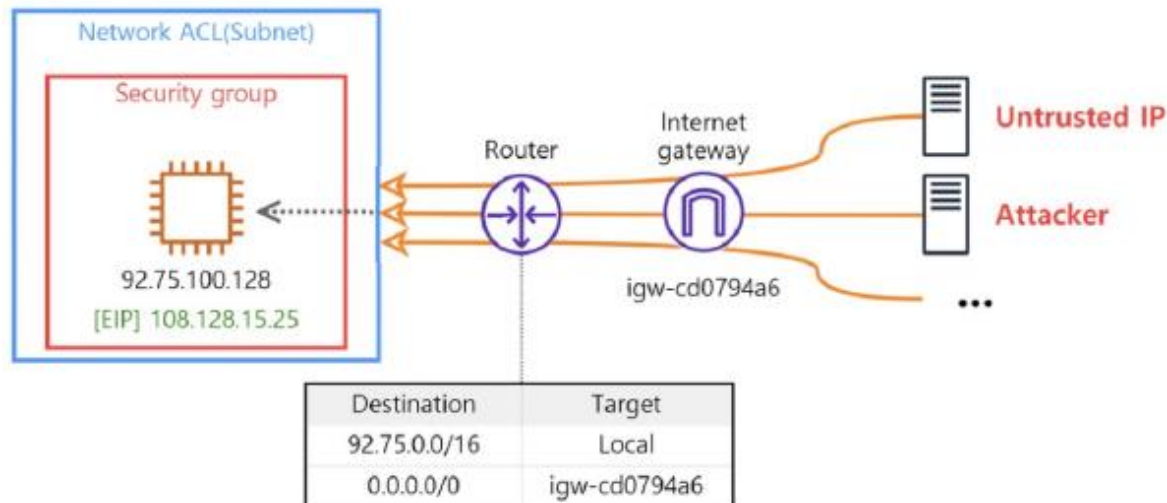 Network ACL(Subnet)
Security group
92.75.100.128
[EIP] 108.128.15.25
Router
Internet
gateway
igw-cd0794a6
Untrusted IP
Attacker
...
Destination Target
92.75.0.0/16 Local
0.0.0.0/0 igw-cd0794a6